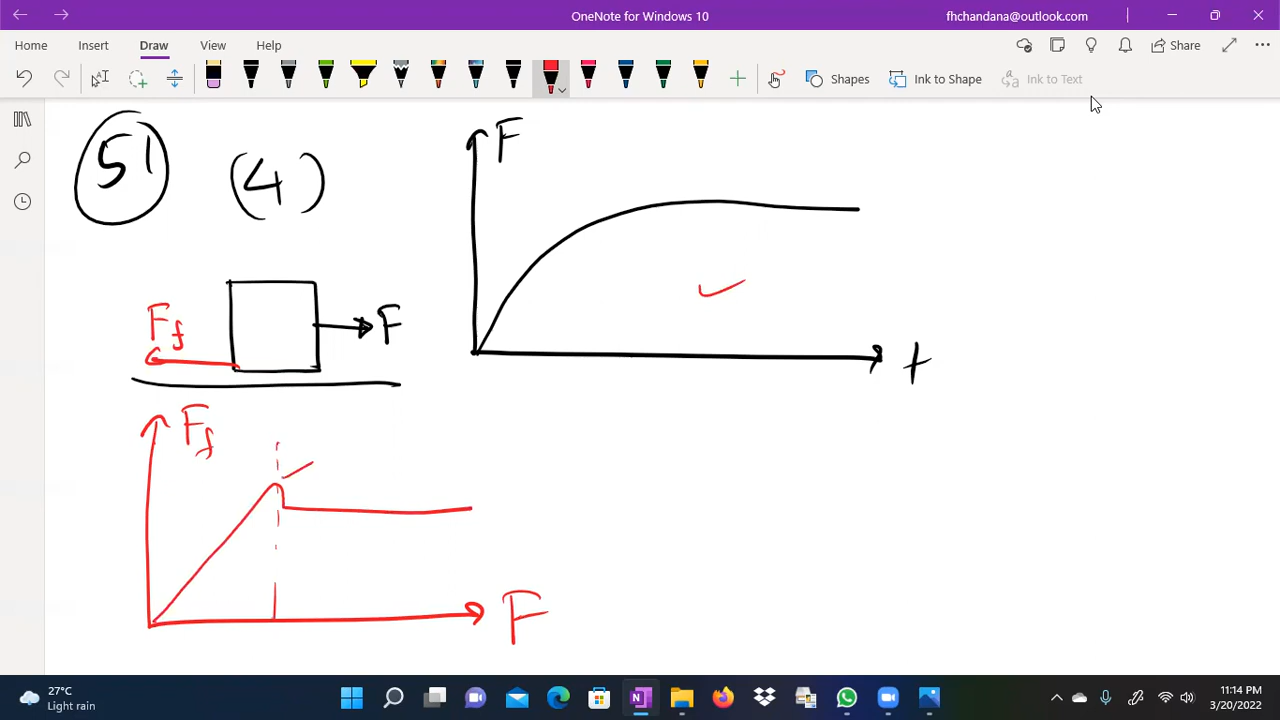 OneNote for Windows 10
fhchandana@outlook.com
Home Insert Draw View Help
Share
Shapes Ink to Shape Ink to Text
51 (4)
F
t
F
Ff
Ff
F
27°C
Light rain
11:14 PM
3/20/2022